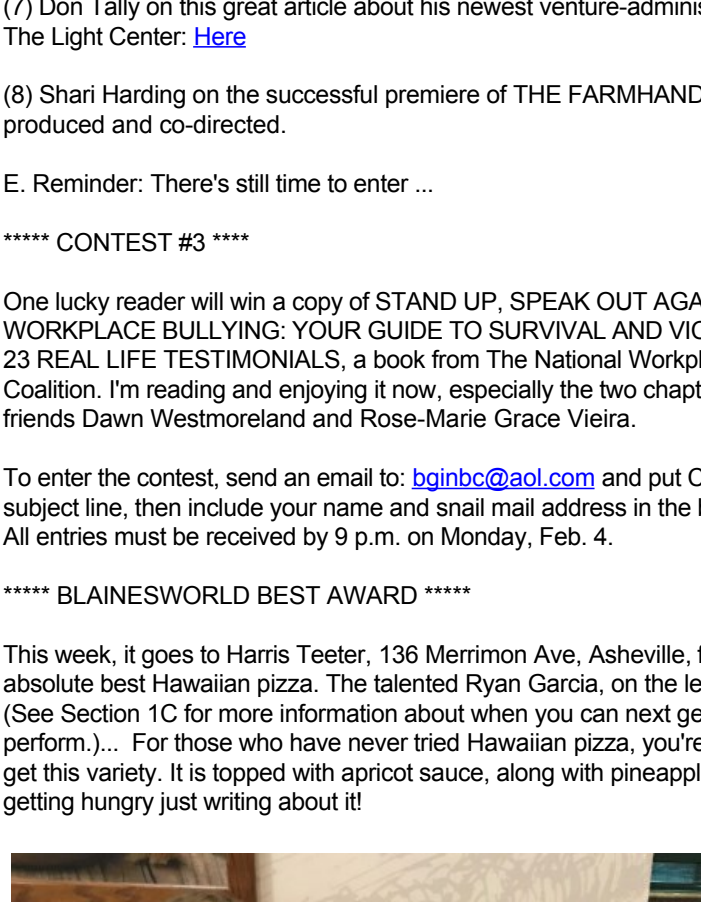 (7) Don Tally on this great article about his newest
The Light Center: Here
(8) Shari Harding on the successful premiere of THE FARMHAND
produced and co-directed.
E. Reminder: There's still time to enter ...
***** CONTEST #3 ****
One lucky reader will win a copy of STAND UP, SPEAK OUT
WORKPLACE BULLYING: YOUR GUIDE TO SURVIVAL AND
23 REAL LIFE TESTIMONIALS, a book from The National
Coalition. I'm reading and enjoying it now, especially the two
friends Dawn Westmoreland and Rose-Marie Grace Vieira.
To enter the contest, send an email to: bginbc@aol.com and put
subject line, then include your name and snail mail address in the
All entries must be received by 9 p.m. on Monday, Feb. 4.
***** BLAINESWORLD BEST AWARD *****
This week, it goes to Harris Teeter, 136 Merrimon Ave, Asheville,
absolute best Hawaiian pizza. The talented Ryan Garcia, on the
(See Section 1C for more information about when you can next
perform.)... For those who have never tried Hawaiian pizza, you're
get this variety. It is topped with apricot sauce, along with
getting hungry just writing about it!